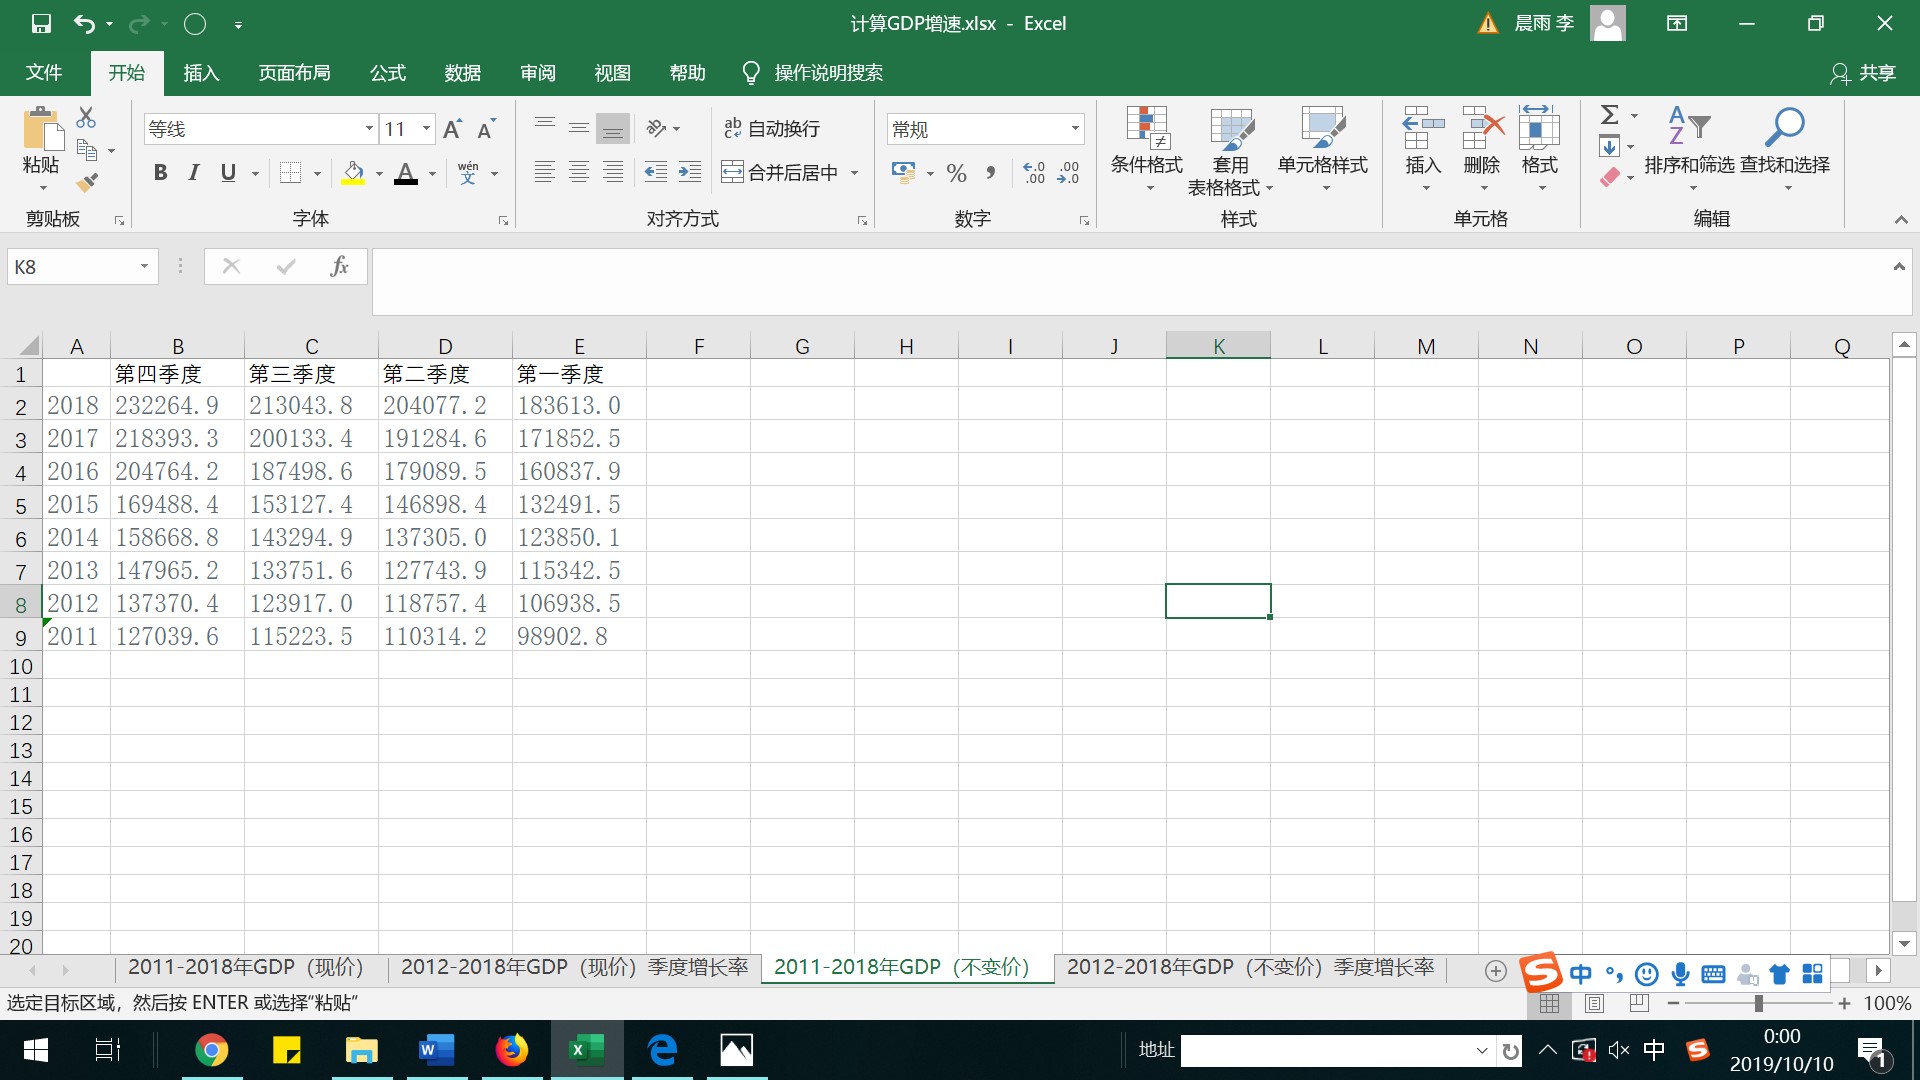 计算GDP增速.xlsx - Excel
晨雨 李
文件 开始 插入 页面布局 公式 数据 审阅 视图 帮助 操作说明搜索 共享
等线 11 自动换行 常规
粘贴 B I U A wén 文 合并后居中 % 条件格式 套用 表格格式 单元格样式 插入 删除 格式 排序和筛选 查找和选择
剪贴板 字体 对齐方式 数字 样式 单元格 编辑
K8 fx
A B C D E F G H I J K L M N O P Q
1 第四季度 第三季度 第二季度 第一季度
2 2018 232264.9 213043.8 204077.2 183613.0
3 2017 218393.3 200133.4 191284.6 171852.5
4 2016 204764.2 187498.6 179089.5 160837.9
5 2015 169488.4 153127.4 146898.4 132491.5
6 2014 158668.8 143294.9 137305.0 123850.1
7 2013 147965.2 133751.6 127743.9 115342.5
8 2012 137370.4 123917.0 118757.4 106938.5
9 2011 127039.6 115223.5 110314.2 98902.8
10
11
12
13
14
15
16
17
18
19
20
2011-2018年GDP（现价） 2012-2018年GDP（现价）季度增长率 2011-2018年GDP（不变价） 2012-2018年GDP（不变价）季度增长率 中
选定目标区域，然后按 ENTER 或选择“粘贴” 100%
地址 中 0:00
2019/10/10 1